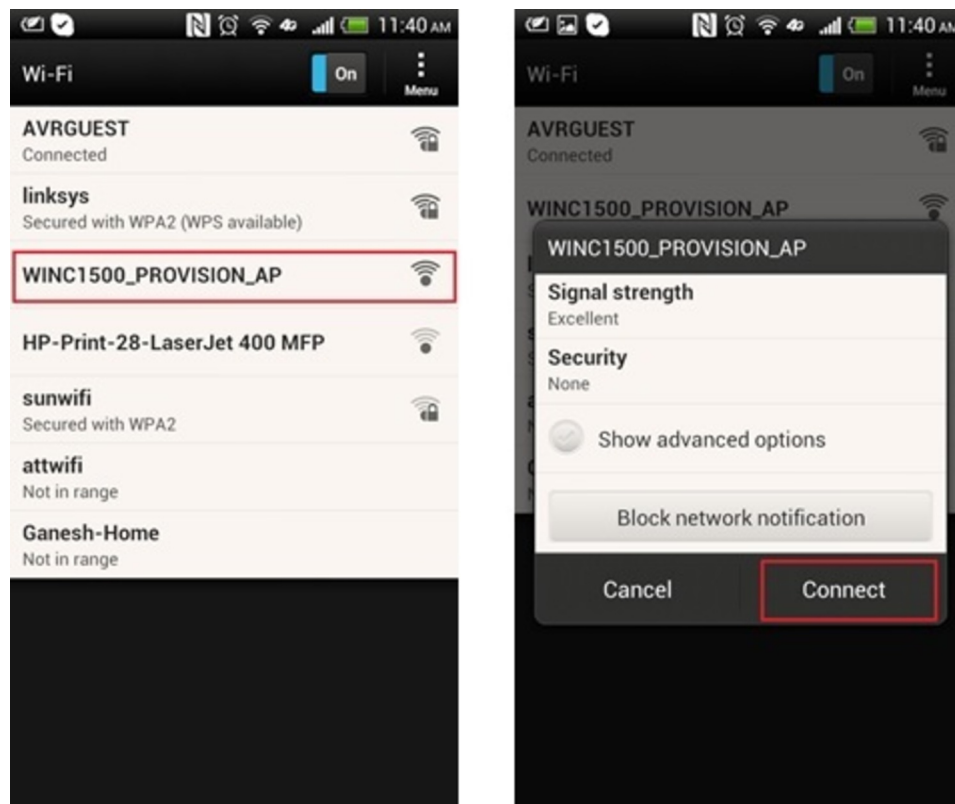 11:40 AM
Wi-Fi
On
Menu
AVRGUEST
Connected
linksys
Secured with WPA2 (WPS available)
WINC1500_PROVISION_AP
HP-Print-28-LaserJet 400 MFP
sunwifi
Secured with WPA2
attwifi
Not in range
Ganesh-Home
Not in range
11:40 AM
Wi-Fi
On
Menu
AVRGUEST
Connected
WINC1500_PROVISION_AP
WINC1500_PROVISION_AP
Signal strength
Excellent
Security
None
Show advanced options
Block network notification
Cancel
Connect